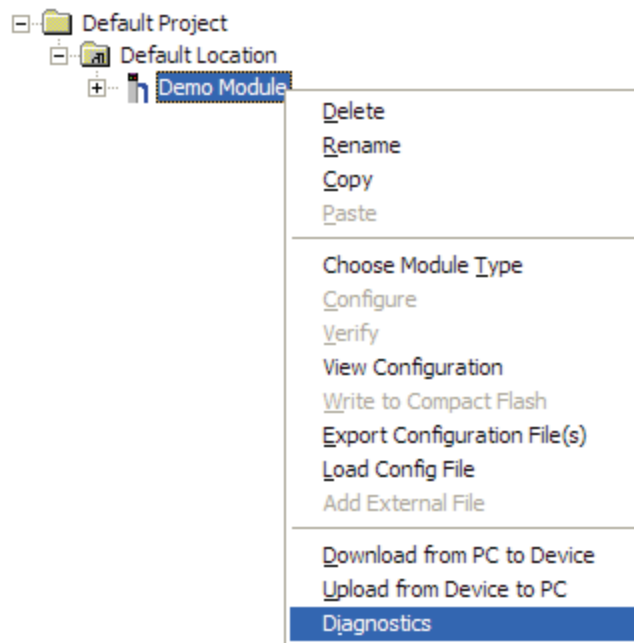 Default Project
Default Location
Demo Module
Delete
Rename
Copy
Paste
Choose Module Type
Configure
Verify
View Configuration
Write to Compact Flash
Export Configuration File(s)
Load Config File
Add External File
Download from PC to Device
Upload from Device to PC
Diagnostics